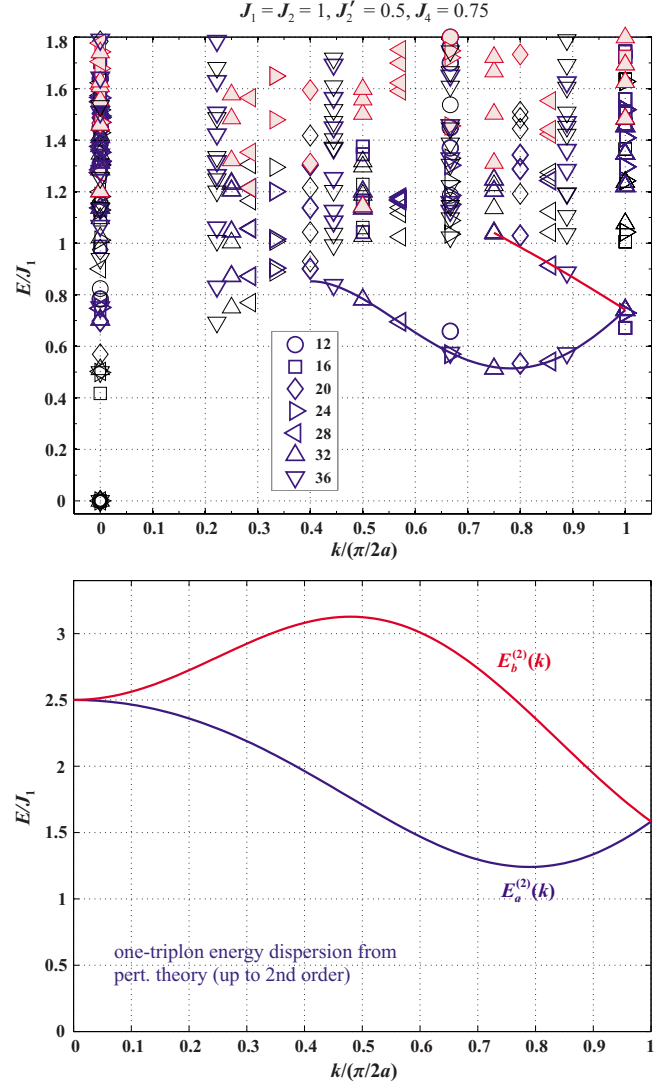 J₁ = J₂ = 1, J₂′ = 0.5, J₄ = 0.75
1.8
1.6
1.4
1.2
1
0.8
0.6
0.4
0.2
0
E/J₁
12
16
20
24
28
32
36
0 0.1 0.2 0.3 0.4 0.5 0.6 0.7 0.8 0.9 1
k/(π/2a)
3
2.5
2
1.5
1
0.5
0
E/J₁
E_b^(2)(k)
E_a^(2)(k)
one-triplon energy dispersion from
pert. theory (up to 2nd order)
0 0.1 0.2 0.3 0.4 0.5 0.6 0.7 0.8 0.9 1
k/(π/2a)